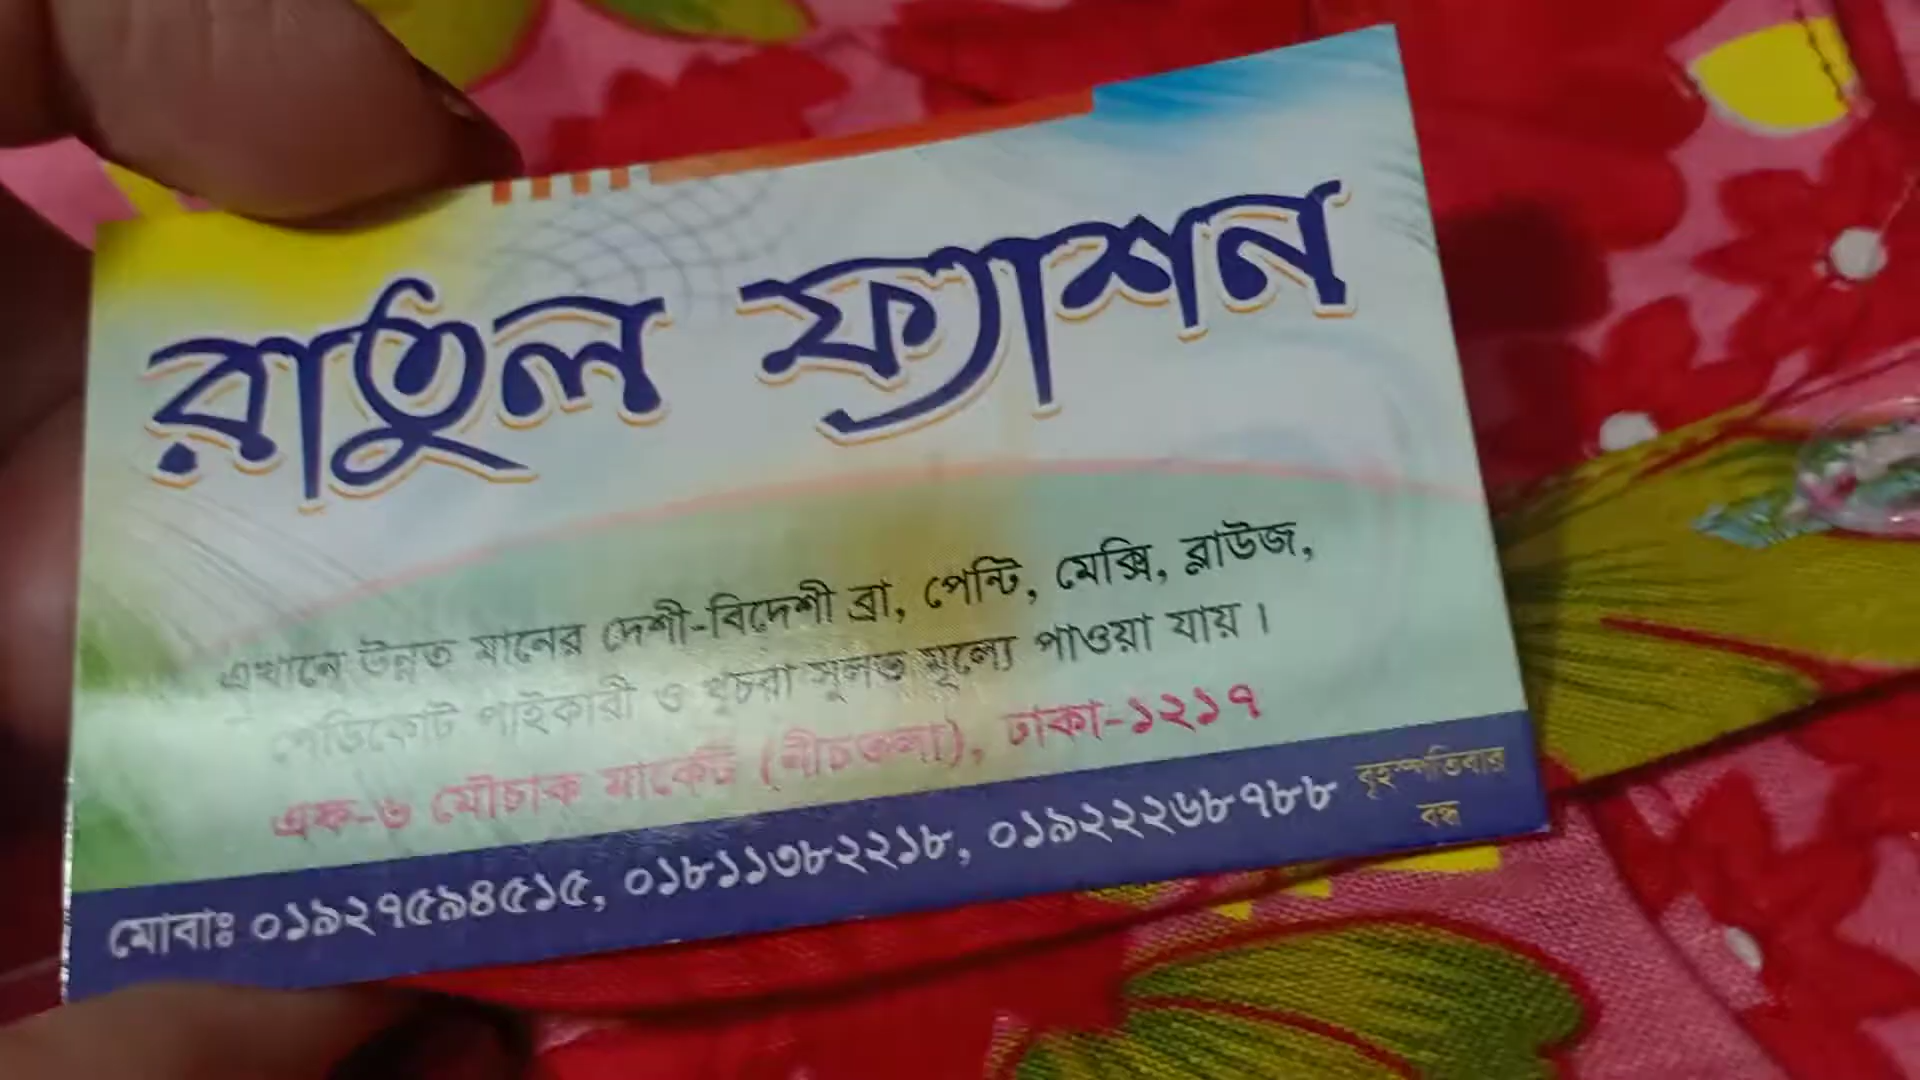 রাতুল ফ্যাশন
এখানে উন্নত মানের দেশী-বিদেশী ব্রা, পেন্টি, মেক্সি, ব্লাউজ,
পেডিকোট পাইকারী ও খুচরা সুলভ মূল্যে পাওয়া যায়।
এফ-৬ মৌচাক মার্কেট (নীচতলা), ঢাকা-১২১৭
মোবাঃ ০১৯২৭৫৯৪৫১৫, ০১৮১১৩৮২২১৮, ০১৯২২২৬৮৭৮৮
বৃহস্পতিবার
বন্ধ